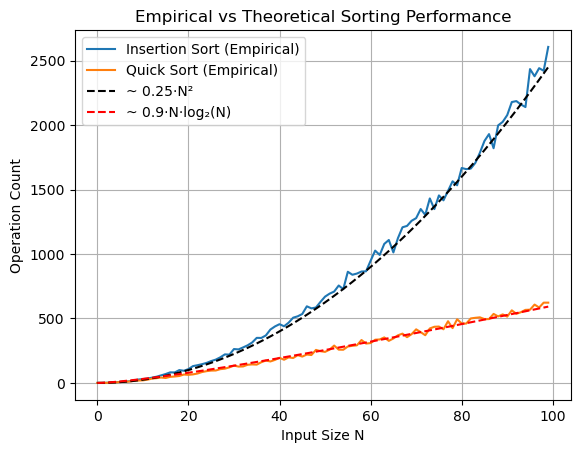 Empirical vs Theoretical Sorting Performance
Insertion Sort (Empirical)
Quick Sort (Empirical)
~ 0.25·N²
~ 0.9·N·log₂(N)
Operation Count
2500
2000
1500
1000
500
0
0 20 40 60 80 100
Input Size N